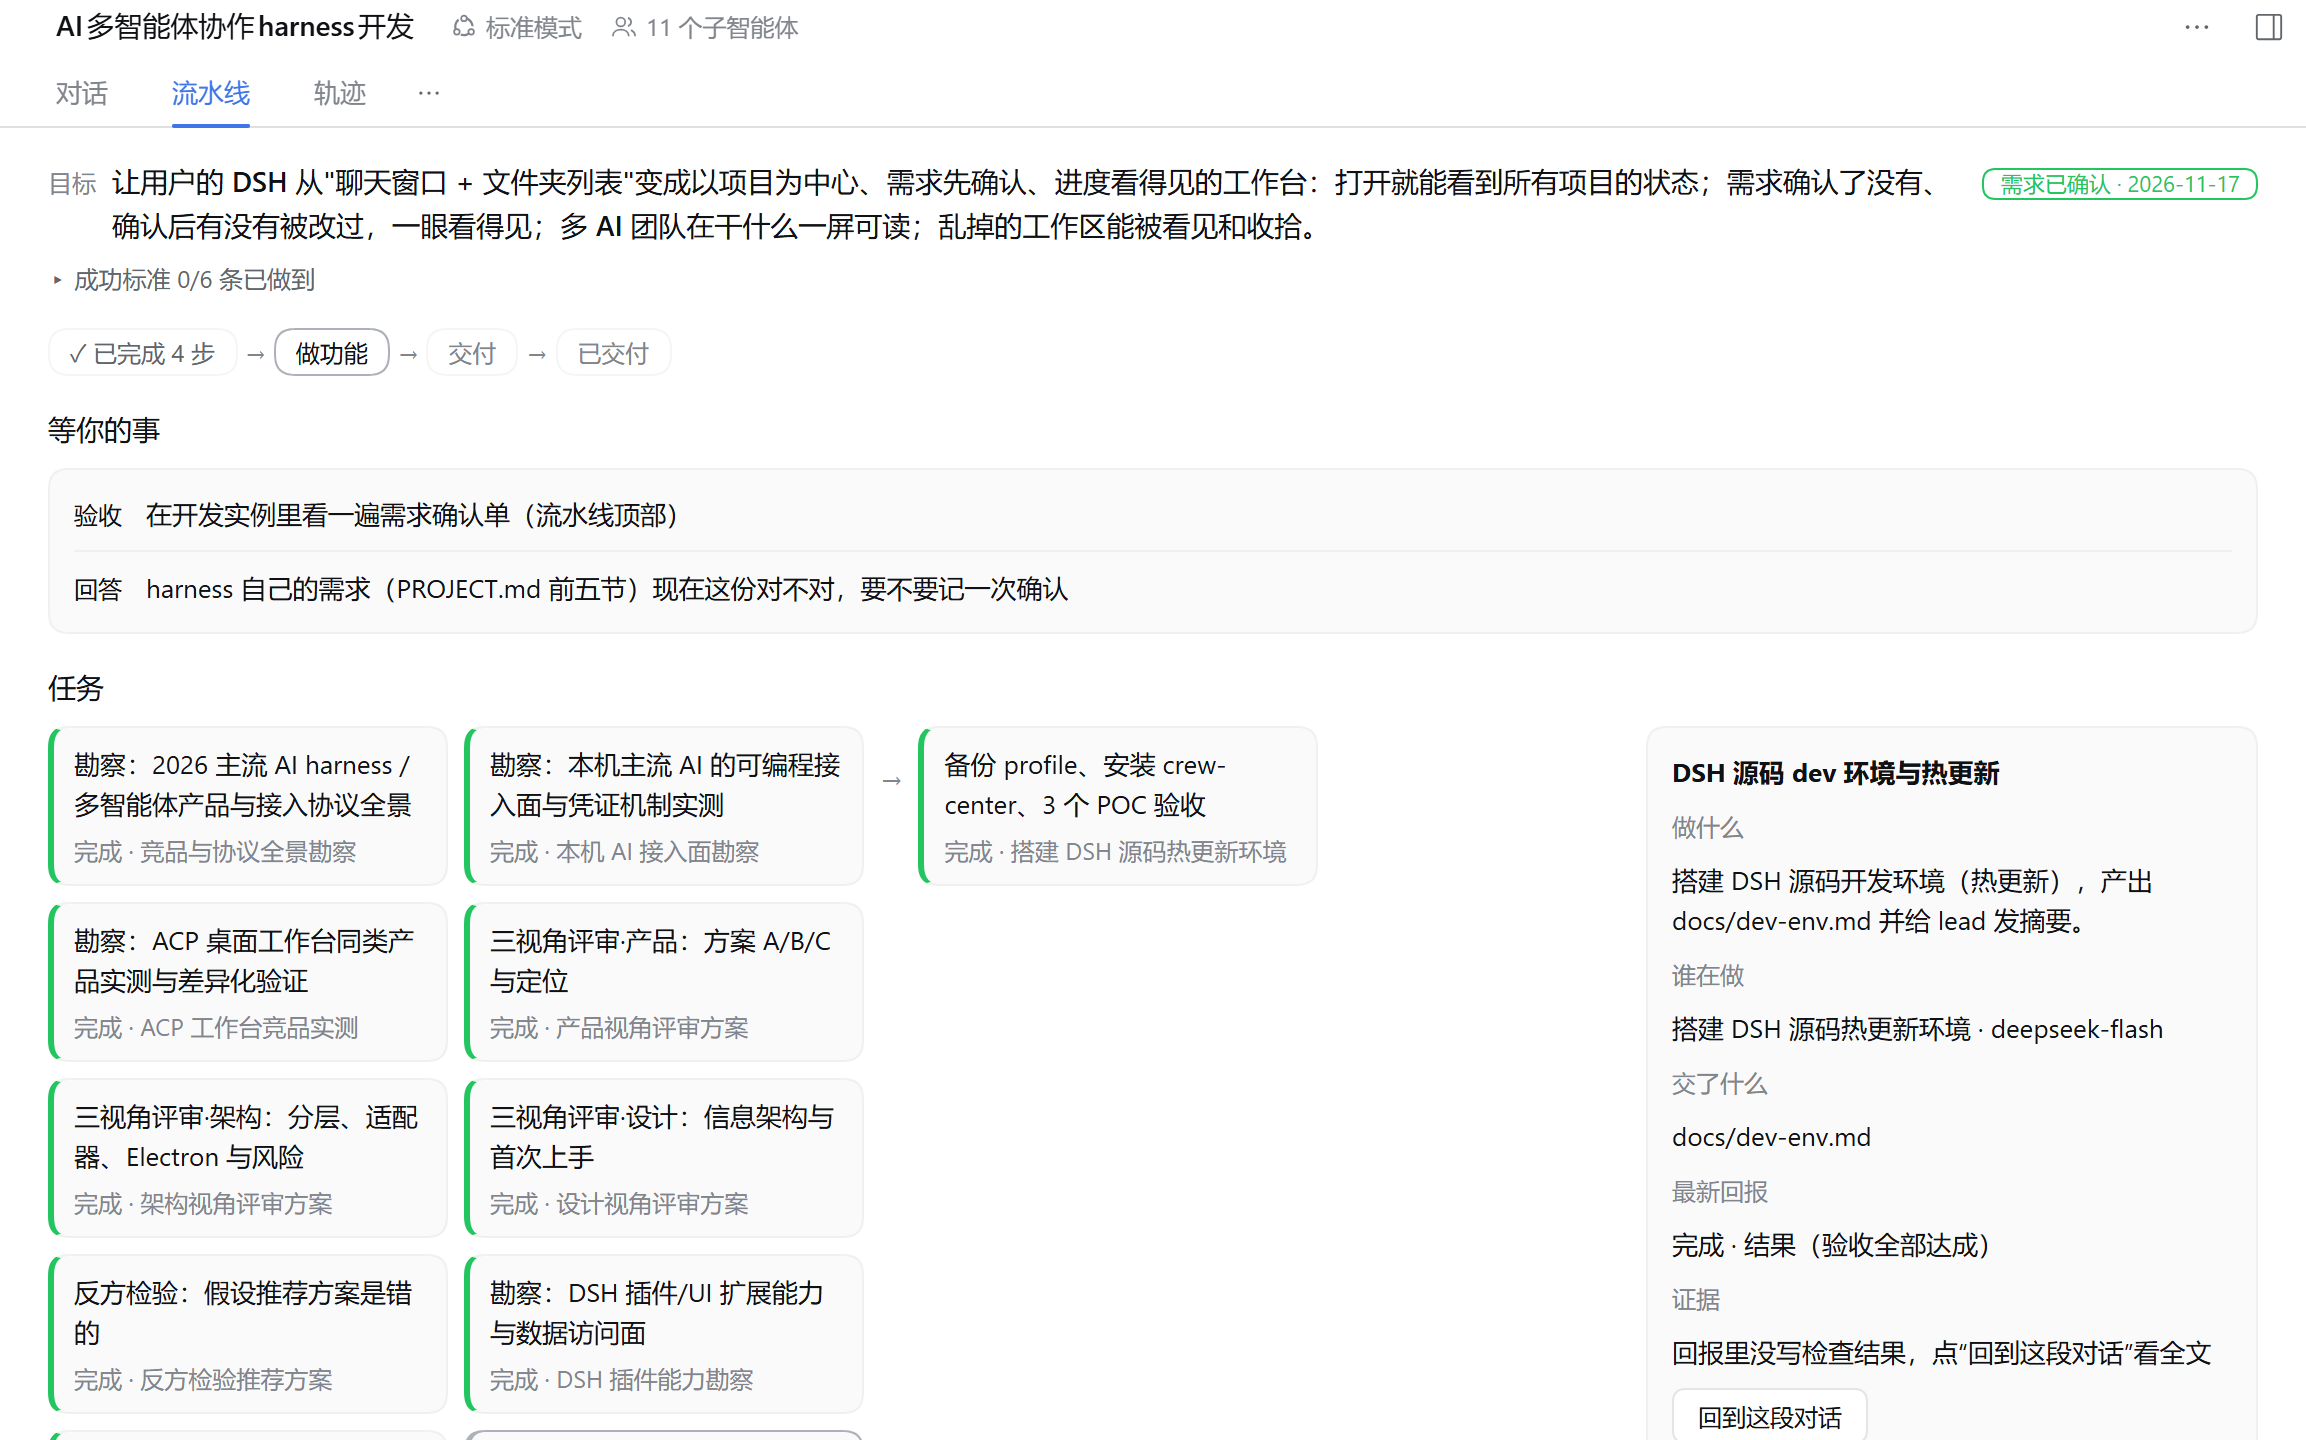 AI多智能体协作harness开发 标准模式 11 个子智能体 ···
对话 流水线 轨迹 ···
目标 让用户的 DSH 从"聊天窗口 + 文件夹列表"变成以项目为中心、需求先确认、进度看得见的工作台：打开就能看到所有项目的状态；需求确认了没有、 需求已确认 · 2026-11-17
确认后有没有被改过，一眼看得见；多 AI 团队在干什么一屏可读；乱掉的工作区能被看见和收拾。
▸ 成功标准 0/6 条已做到
✓ 已完成 4 步 → 做功能 → 交付 → 已交付
等你的事
验收 在开发实例里看一遍需求确认单（流水线顶部）
回答 harness 自己的需求（PROJECT.md 前五节）现在这份对不对，要不要记一次确认
任务
勘察：2026 主流 AI harness /
多智能体产品与接入协议全景
完成 · 竞品与协议全景勘察
勘察：本机主流 AI 的可编程接
入面与凭证机制实测
完成 · 本机 AI 接入面勘察
→
备份 profile、安装 crew-
center、3 个 POC 验收
完成 · 搭建 DSH 源码热更新环境
勘察：ACP 桌面工作台同类产
品实测与差异化验证
完成 · ACP 工作台竞品实测
三视角评审·产品：方案 A/B/C
与定位
完成 · 产品视角评审方案
三视角评审·架构：分层、适配
器、Electron 与风险
完成 · 架构视角评审方案
三视角评审·设计：信息架构与
首次上手
完成 · 设计视角评审方案
反方检验：假设推荐方案是错
的
完成 · 反方检验推荐方案
勘察：DSH 插件/UI 扩展能力
与数据访问面
完成 · DSH 插件能力勘察
DSH 源码 dev 环境与热更新
做什么
搭建 DSH 源码开发环境（热更新），产出
docs/dev-env.md 并给 lead 发摘要。
谁在做
搭建 DSH 源码热更新环境 · deepseek-flash
交了什么
docs/dev-env.md
最新回报
完成 · 结果（验收全部达成）
证据
回报里没写检查结果，点“回到这段对话”看全文
回到这段对话